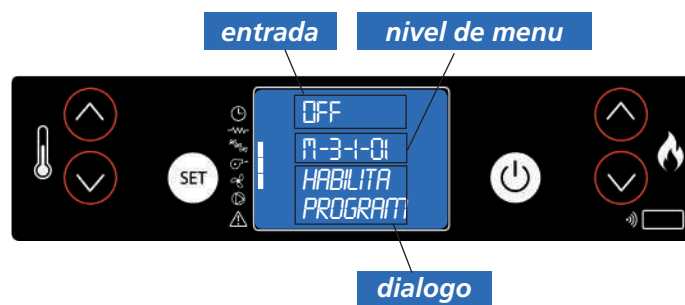 entrada
nivel de menu
OFF
M-3-1-01
SET
HABILITA
PROGRAM
dialogo